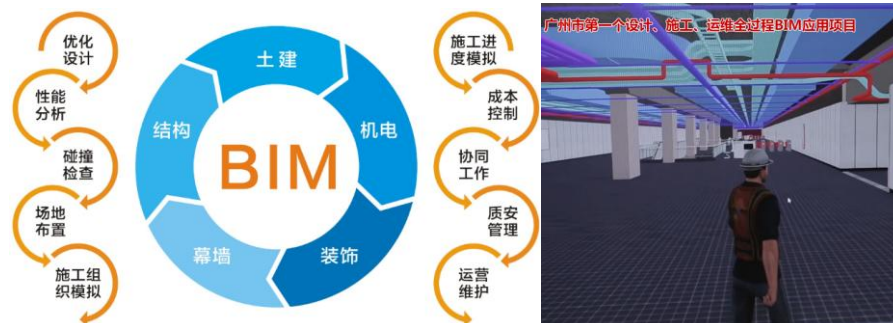 优化
设计
性能
分析
碰撞
检查
场地
布置
施工组
织模拟
土建
机电
装饰
幕墙
结构
BIM
施工进
度模拟
成本
控制
协同
工作
质安
管理
运营
维护
广州市第一个设计、施工、运维全过程BIM应用项目